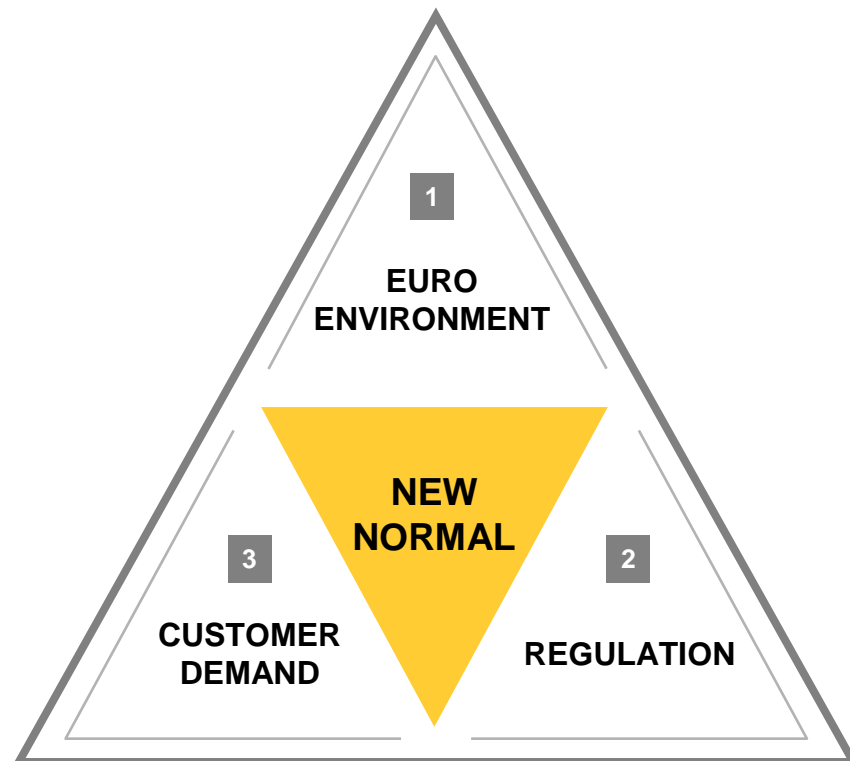 1
EURO
ENVIRONMENT
NEW
NORMAL
3
CUSTOMER
DEMAND
2
REGULATION